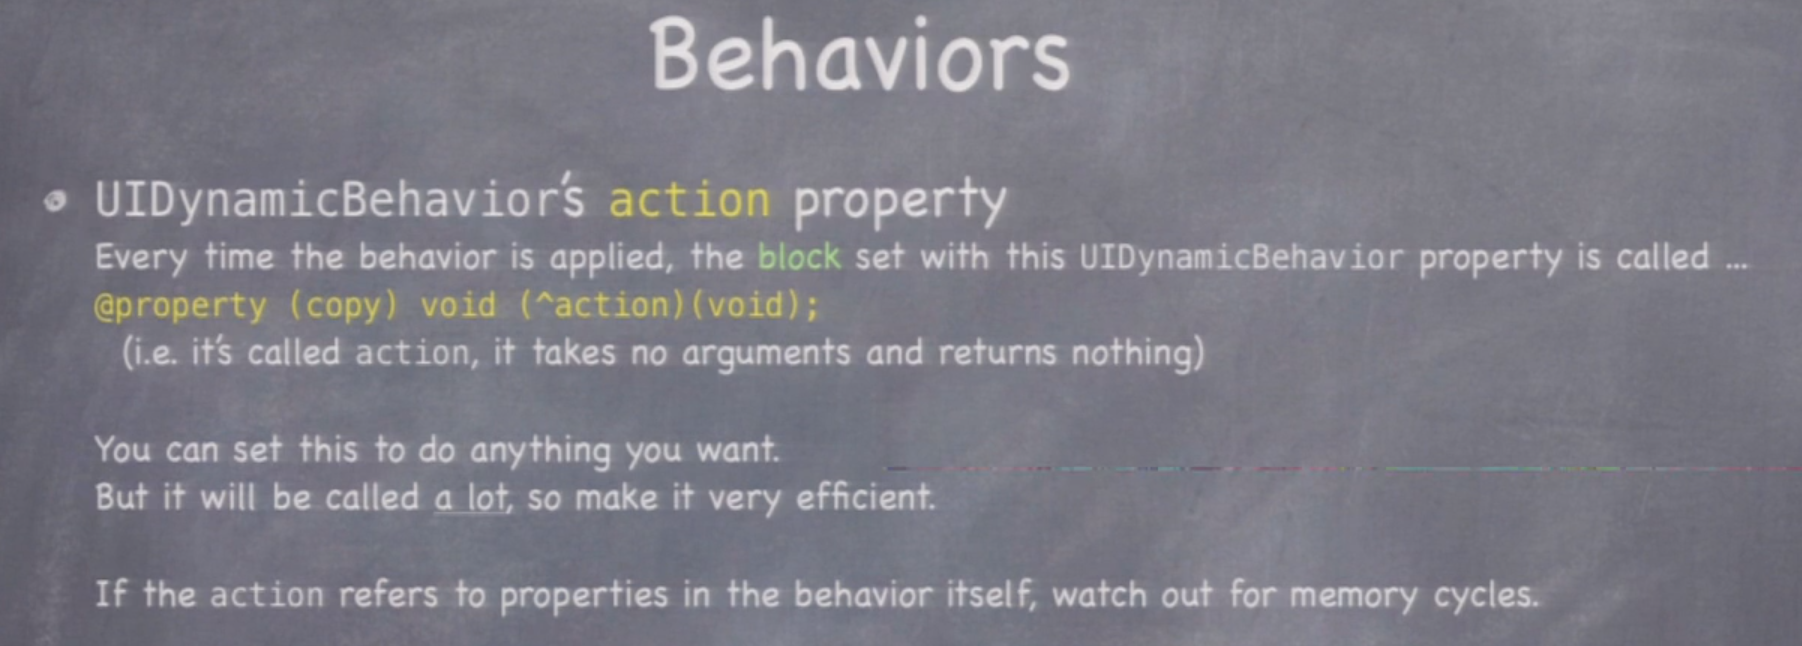 Behaviors
UIDynamicBehavior's action property
Every time the behavior is applied, the block set with this UIDynamicBehavior property is called ...
@property (copy) void (^action)(void);
(i.e. it's called action, it takes no arguments and returns nothing)
You can set this to do anything you want.
But it will be called a lot, so make it very efficient.
If the action refers to properties in the behavior itself, watch out for memory cycles.